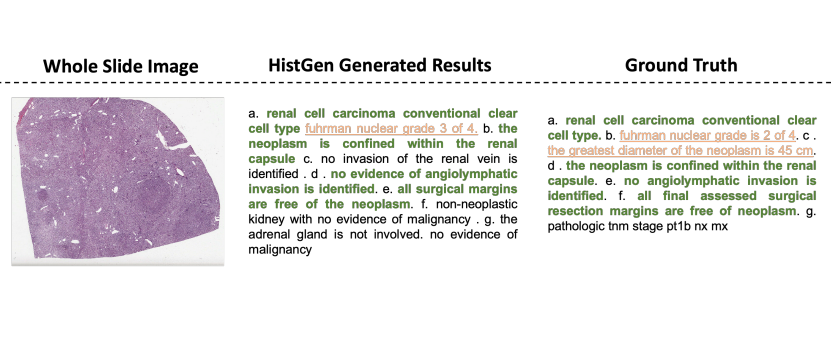 Whole Slide Image
HistGen Generated Results
Ground Truth
a. renal cell carcinoma conventional clear
cell type fuhrman nuclear grade 3 of 4. b. the
neoplasm is confined within the renal
capsule c. no invasion of the renal vein is
identified . d . no evidence of angiolymphatic
invasion is identified. e. all surgical margins
are free of the neoplasm. f. non-neoplastic
kidney with no evidence of malignancy . g. the
adrenal gland is not involved. no evidence of
malignancy
a. renal cell carcinoma conventional clear
cell type. b. fuhrman nuclear grade is 2 of 4. c .
the greatest diameter of the neoplasm is 45 cm.
d . the neoplasm is confined within the renal
capsule. e. no angiolymphatic invasion is
identified. f. all final assessed surgical
resection margins are free of neoplasm. g.
pathologic tnm stage pt1b nx mx